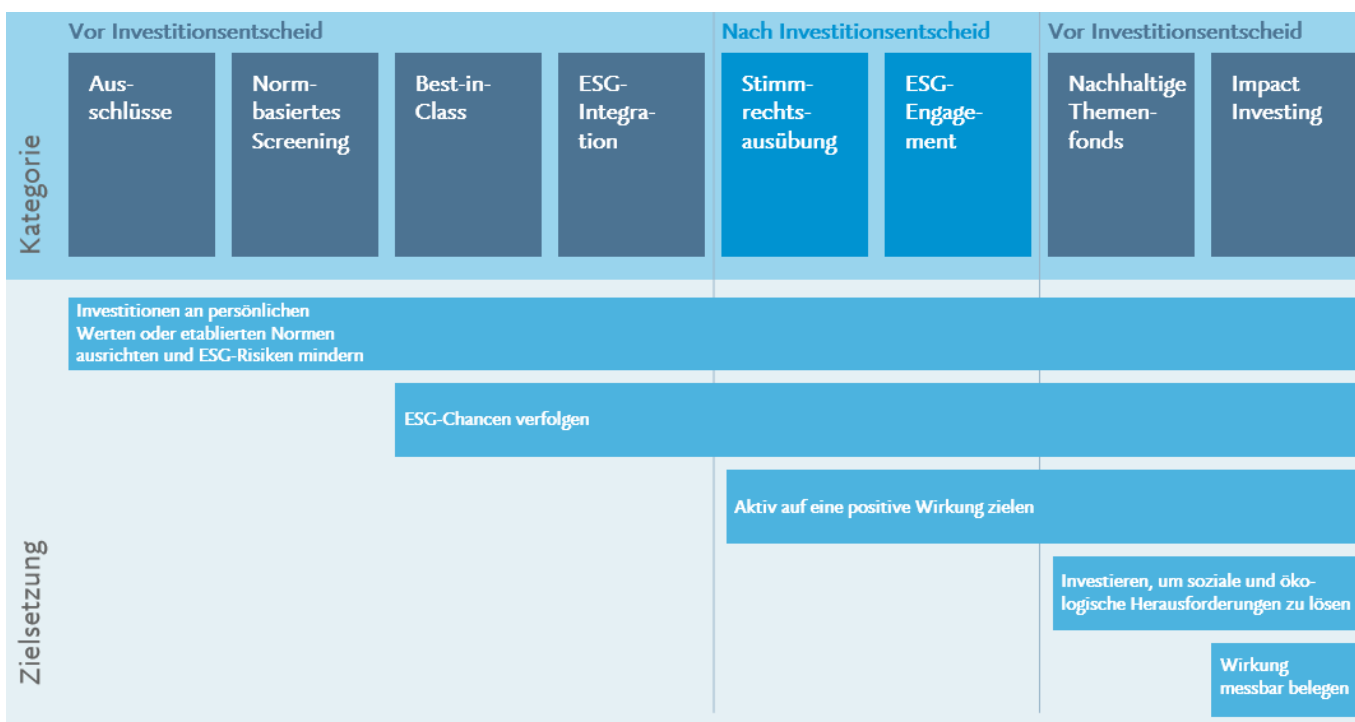 Vor Investitionsentscheid
Nach Investitionsentscheid
Vor Investitionsentscheid
Kategorie
Aus-
schlüsse
Norm-
basiertes
Screening
Best-in-
Class
ESG-
Integra-
tion
Stimm-
rechts-
ausübung
ESG-
Engage-
ment
Nachhaltige
Themen-
fonds
Impact
Investing
Zielsetzung
Investitionen an persönlichen
Werten oder etablierten Normen
ausrichten und ESG-Risiken mindern
ESG-Chancen verfolgen
Aktiv auf eine positive Wirkung zielen
Investieren, um soziale und öko-
logische Herausforderungen zu lösen
Wirkung
messbar belegen